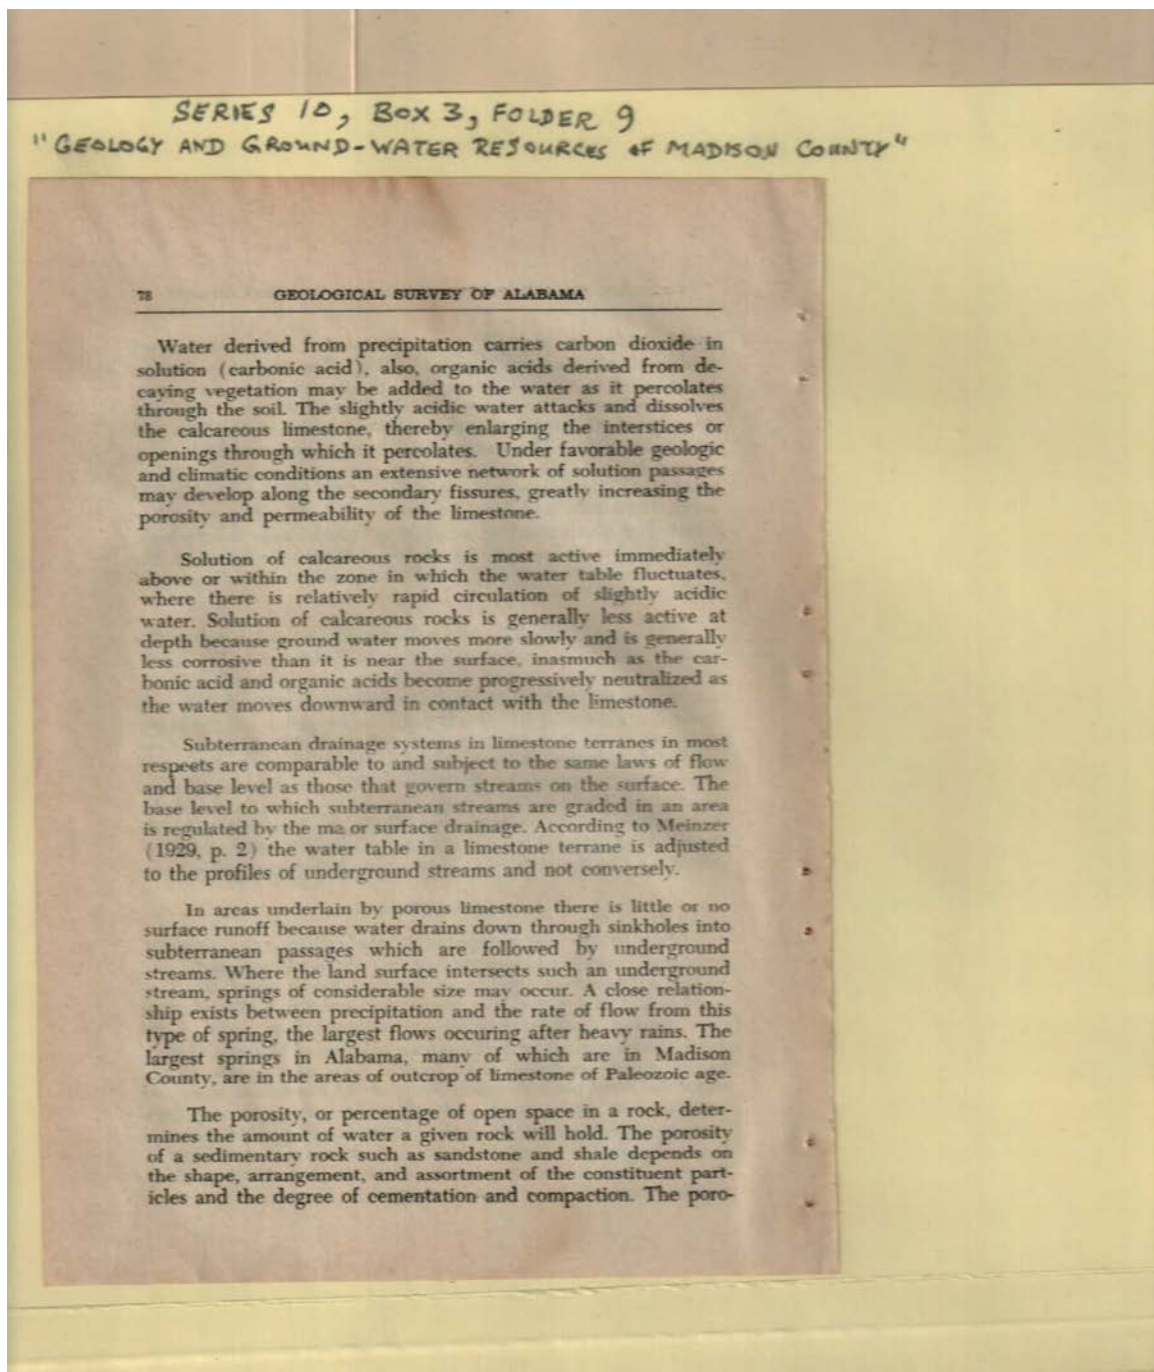 SERIES 10, BOX 3, FOLDER 9
"GEOLOGY AND GROUND-WATER RESOURCES OF MADISON COUNTY"
78 GEOLOGICAL SURVEY OF ALABAMA
Water derived from precipitation carries carbon dioxide in
solution (carbonic acid), also, organic acids derived from de-
caying vegetation may be added to the water as it percolates
through the soil. The slightly acidic water attacks and dissolves
the calcareous limestone, thereby enlarging the interstices or
openings through which it percolates. Under favorable geologic
and climatic conditions an extensive network of solution passages
may develop along the secondary fissures, greatly increasing the
porosity and permeability of the limestone.
Solution of calcareous rocks is most active immediately
above or within the zone in which the water table fluctuates,
where there is relatively rapid circulation of slightly acidic
water. Solution of calcareous rocks is generally less active at
depth because ground water moves more slowly and is generally
less corrosive than it is near the surface, inasmuch as the car-
bonic acid and organic acids become progressively neutralized as
the water moves downward in contact with the limestone.
Subterranean drainage systems in limestone terranes in most
respects are comparable to and subject to the same laws of flow
and base level as those that govern streams on the surface. The
base level to which subterranean streams are graded in an area
is regulated by the ma or surface drainage. According to Meinzer
(1929, p. 2) the water table in a limestone terrane is adjusted
to the profiles of underground streams and not conversely.
In areas underlain by porous limestone there is little or no
surface runoff because water drains down through sinkholes into
subterranean passages which are followed by underground
streams. Where the land surface intersects such an underground
stream, springs of considerable size may occur. A close relation-
ship exists between precipitation and the rate of flow from this
type of spring, the largest flows occuring after heavy rains. The
largest springs in Alabama, many of which are in Madison
County, are in the areas of outcrop of limestone of Paleozoic age.
The porosity, or percentage of open space in a rock, deter-
mines the amount of water a given rock will hold. The porosity
of a sedimentary rock such as sandstone and shale depends on
the shape, arrangement, and assortment of the constituent part-
icles and the degree of cementation and compaction. The poro-